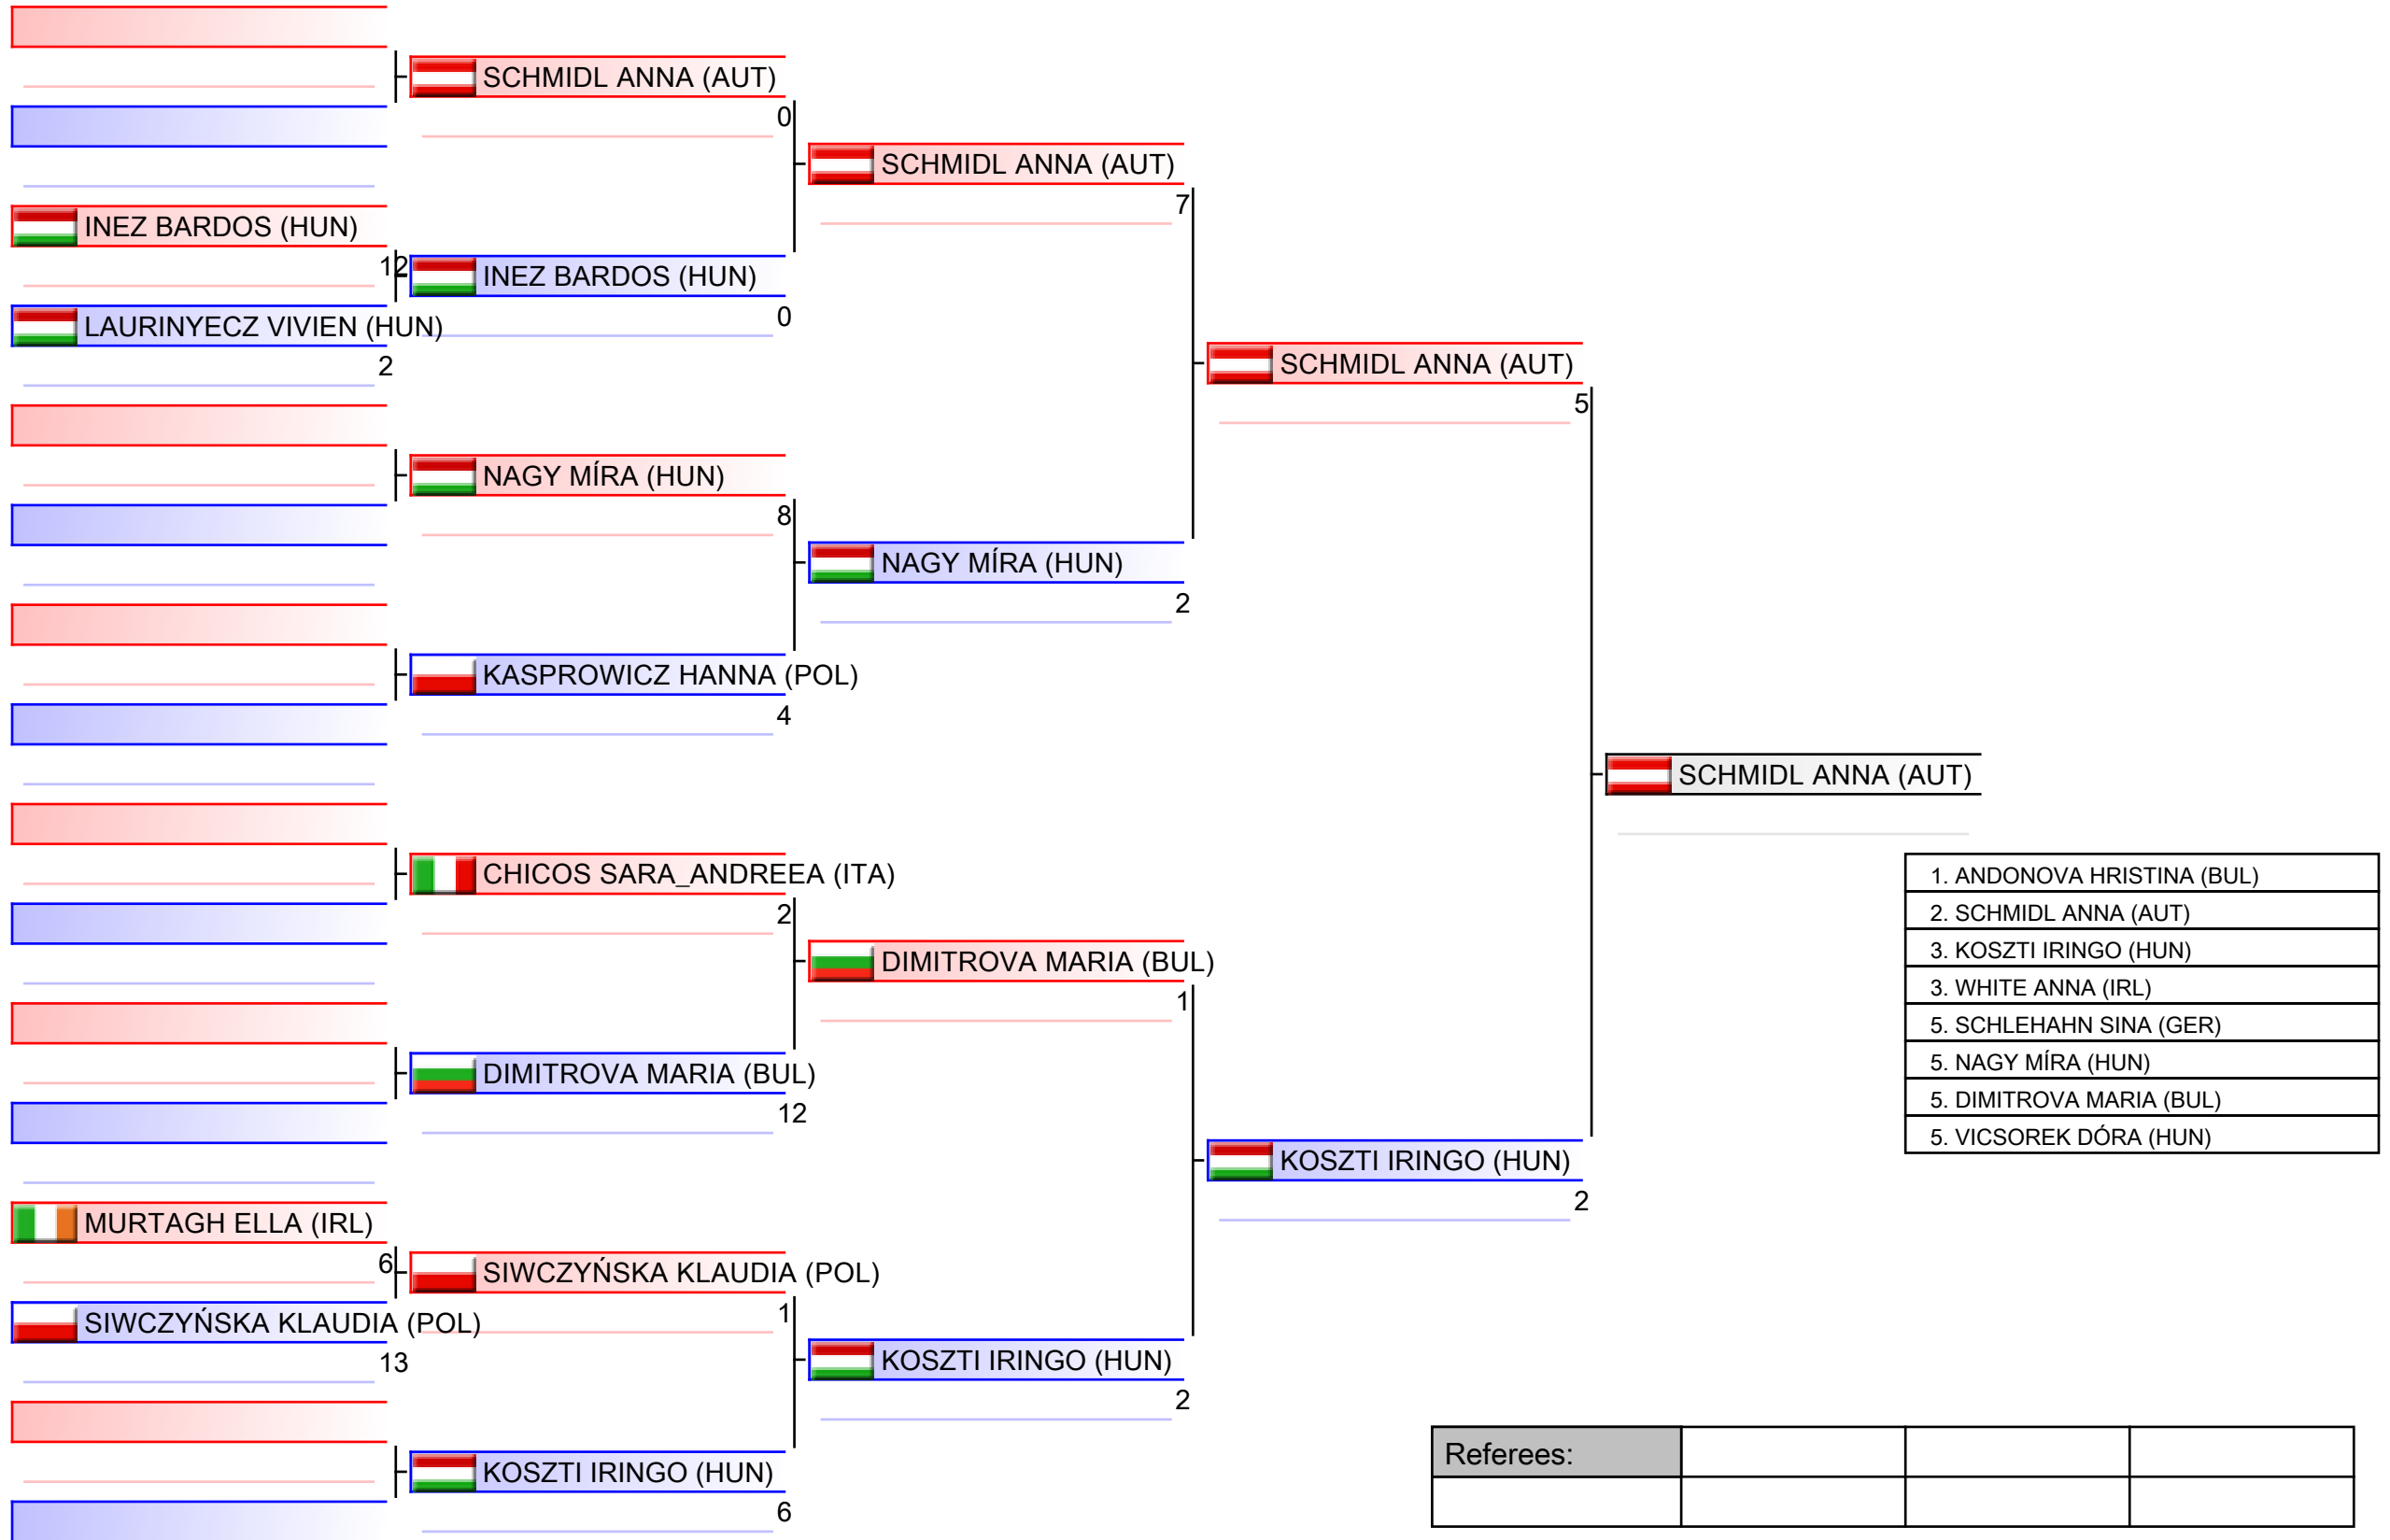 SCHMIDL ANNA (AUT)
0
SCHMIDL ANNA (AUT)
7
INEZ BARDOS (HUN)
12
INEZ BARDOS (HUN)
0
LAURINYECZ VIVIEN (HUN)
2
SCHMIDL ANNA (AUT)
5
NAGY MÍRA (HUN)
8
NAGY MÍRA (HUN)
2
KASPROWICZ HANNA (POL)
4
SCHMIDL ANNA (AUT)
CHICOS SARA_ANDREEA (ITA)
2
DIMITROVA MARIA (BUL)
1
DIMITROVA MARIA (BUL)
12
1. ANDONOVA HRISTINA (BUL)
2. SCHMIDL ANNA (AUT)
3. KOSZTI IRINGO (HUN)
3. WHITE ANNA (IRL)
5. SCHLEHAHN SINA (GER)
5. NAGY MÍRA (HUN)
5. DIMITROVA MARIA (BUL)
5. VICSOREK DÓRA (HUN)
KOSZTI IRINGO (HUN)
2
MURTAGH ELLA (IRL)
6
SIWCZYŃSKA KLAUDIA (POL)
1
SIWCZYŃSKA KLAUDIA (POL)
13
KOSZTI IRINGO (HUN)
2
KOSZTI IRINGO (HUN)
6
Referees: